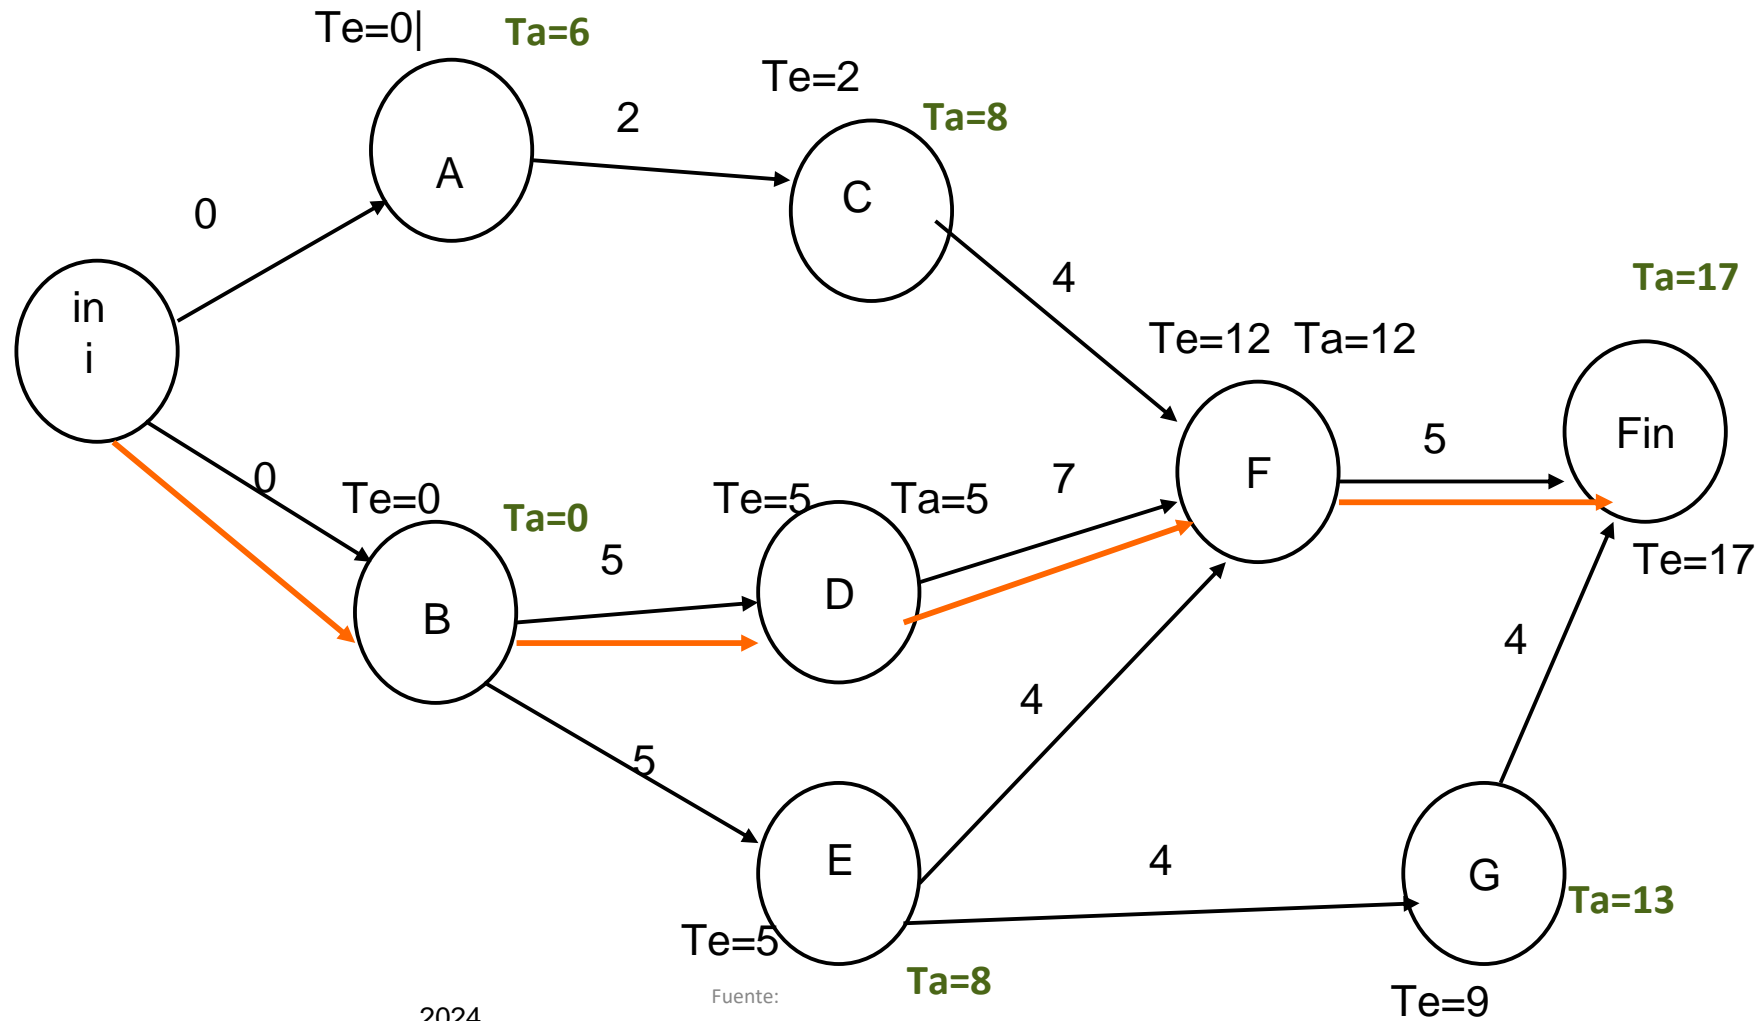 Te=0|
Ta=6
Te=2
2
Ta=8
A
C
0
in
i
4
Ta=17
Te=12 Ta=12
Fin
5
F
0
Te=0
Ta=0
Te=5
Ta=5
7
5
D
B
Te=17
4
4
5
E
4
G
Ta=13
Te=5
Ta=8
Fuente:
Te=9
2024